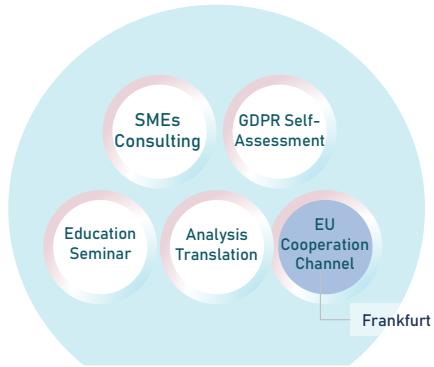 SMEs
Consulting
GDPR Self-
Assessment
Education
Seminar
Analysis
Translation
EU
Cooperation
Channel
Frankfurt